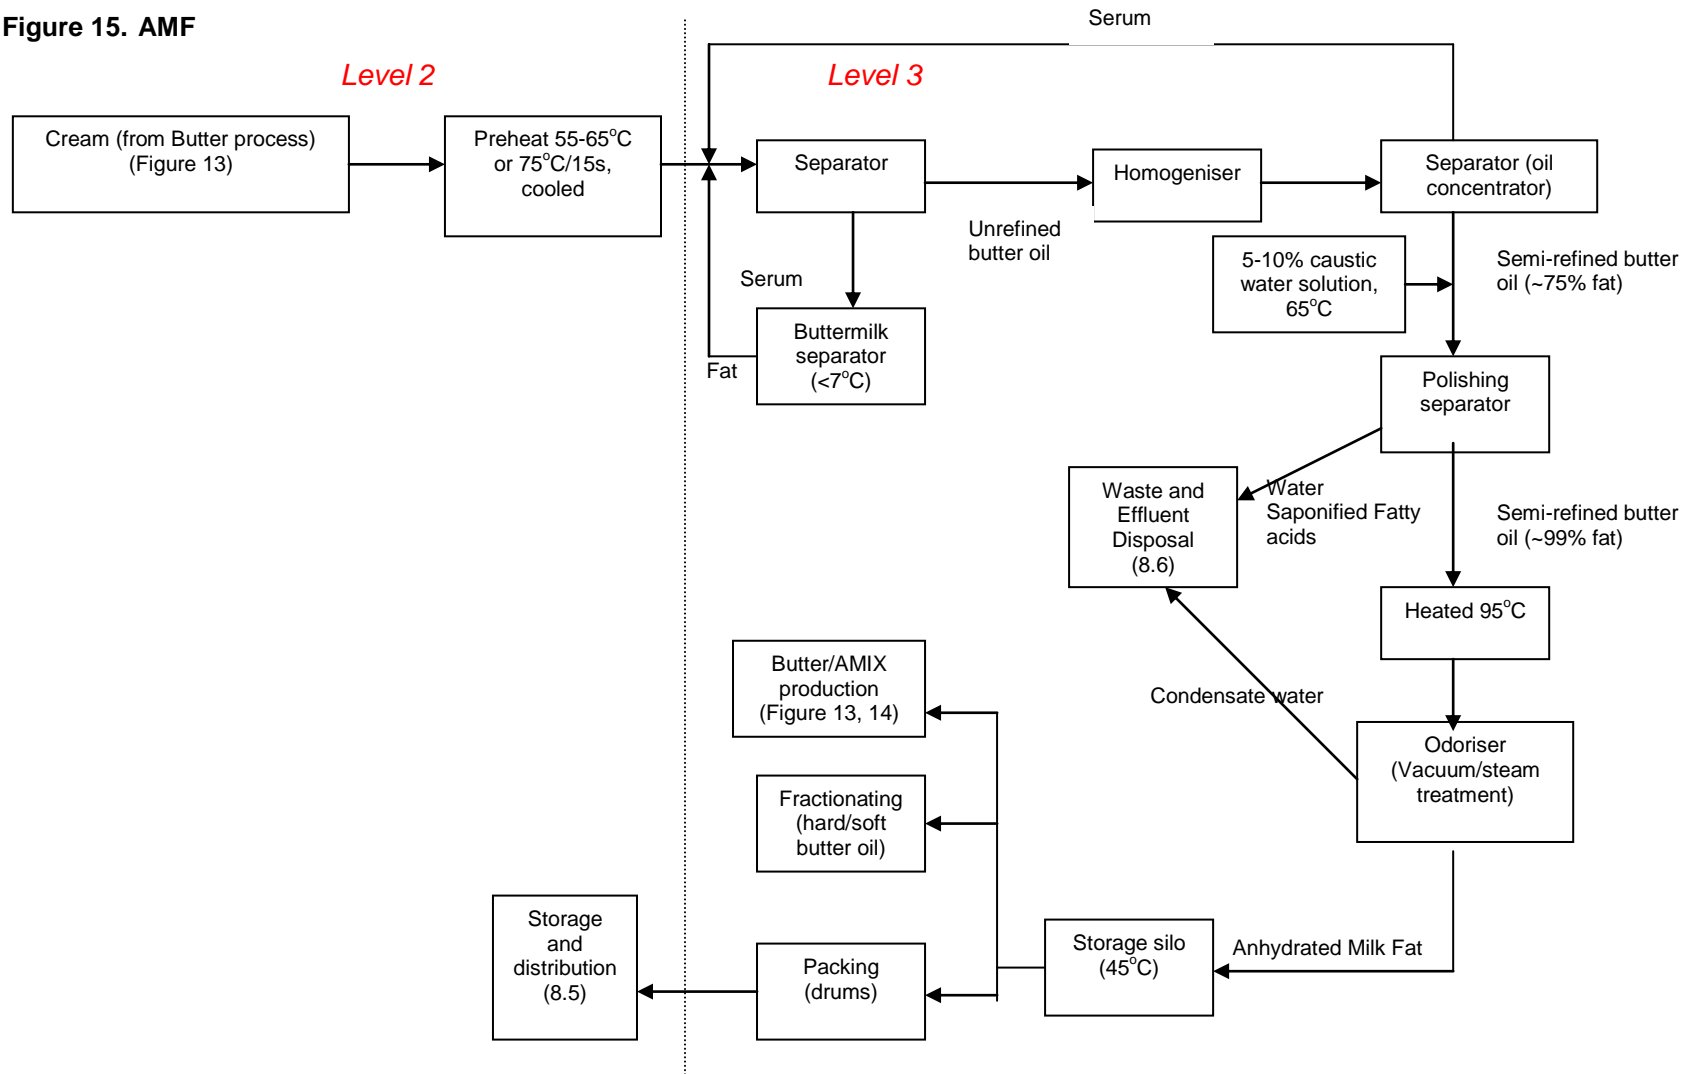 Figure 15. AMF
Serum
Level 2
Level 3
Cream (from Butter process)
(Figure 13)
Preheat 55-65°C
or 75°C/15s,
cooled
Separator
Homogeniser
Separator (oil
concentrator)
Unrefined
butter oil
5-10% caustic
water solution,
65°C
Semi-refined butter
oil (~75% fat)
Serum
Buttermilk
separator
(<7°C)
Fat
Polishing
separator
Waste and
Effluent
Disposal
(8.6)
Water
Saponified Fatty
acids
Semi-refined butter
oil (~99% fat)
Heated 95°C
Butter/AMIX
production
(Figure 13, 14)
Condensate water
Odoriser
(Vacuum/steam
treatment)
Fractionating
(hard/soft
butter oil)
Storage
and
distribution
(8.5)
Packing
(drums)
Storage silo
(45°C)
Anhydrated Milk Fat